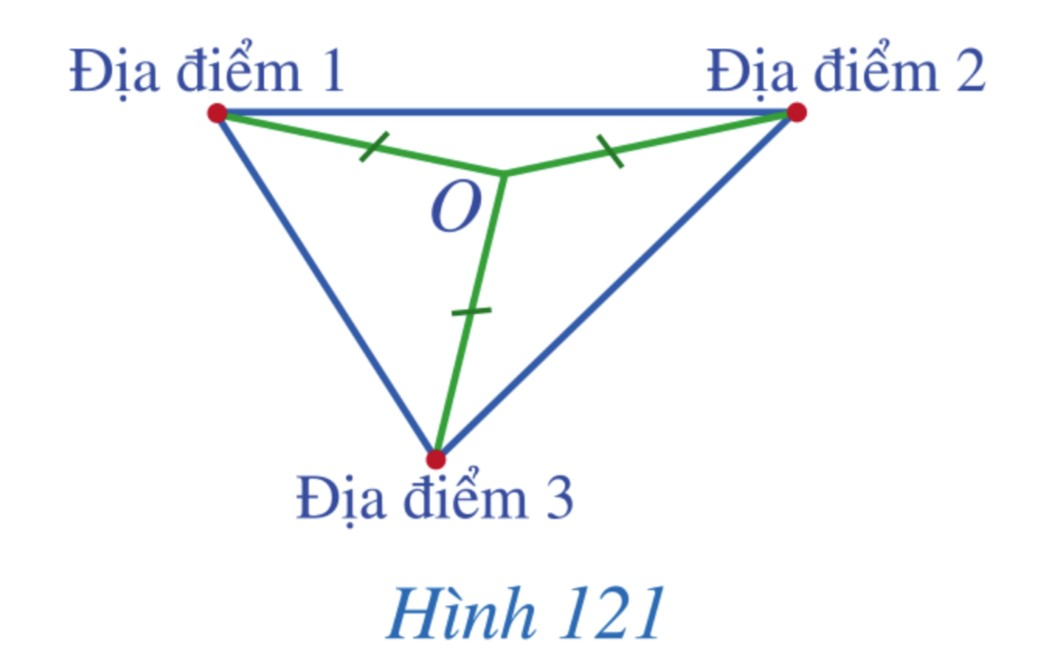 Địa điểm 1
Địa điểm 2
O
Địa điểm 3
Hình 121